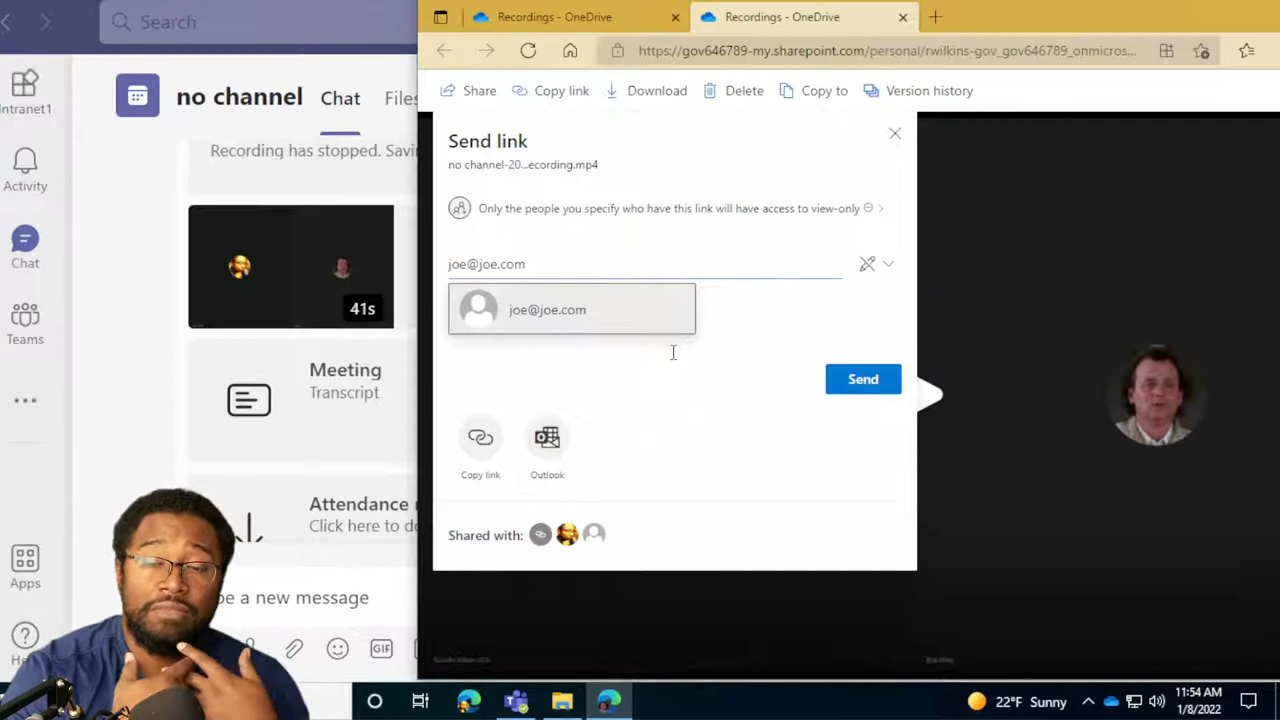 Search
Intranet1
Activity
Chat
Teams
Apps
no channel
Chat
Files
Recording has stopped. Savin
41s
Meeting
Transcript
Attendance
Click here to do
pe a new message
GIF
Recordings - OneDrive
Recordings - OneDrive
https://gov646789-my.sharepoint.com/personal/rwilkins-gov_gov646789_onmicros...
Share
Copy link
Download
Delete
Copy to
Version history
Send link
no channel-20...ecording.mp4
Only the people you specify who have this link will have access to view-only
joe@joe.com
joe@joe.com
Send
Copy link
Outlook
Shared with:
22°F Sunny
11:54 AM
1/8/2022